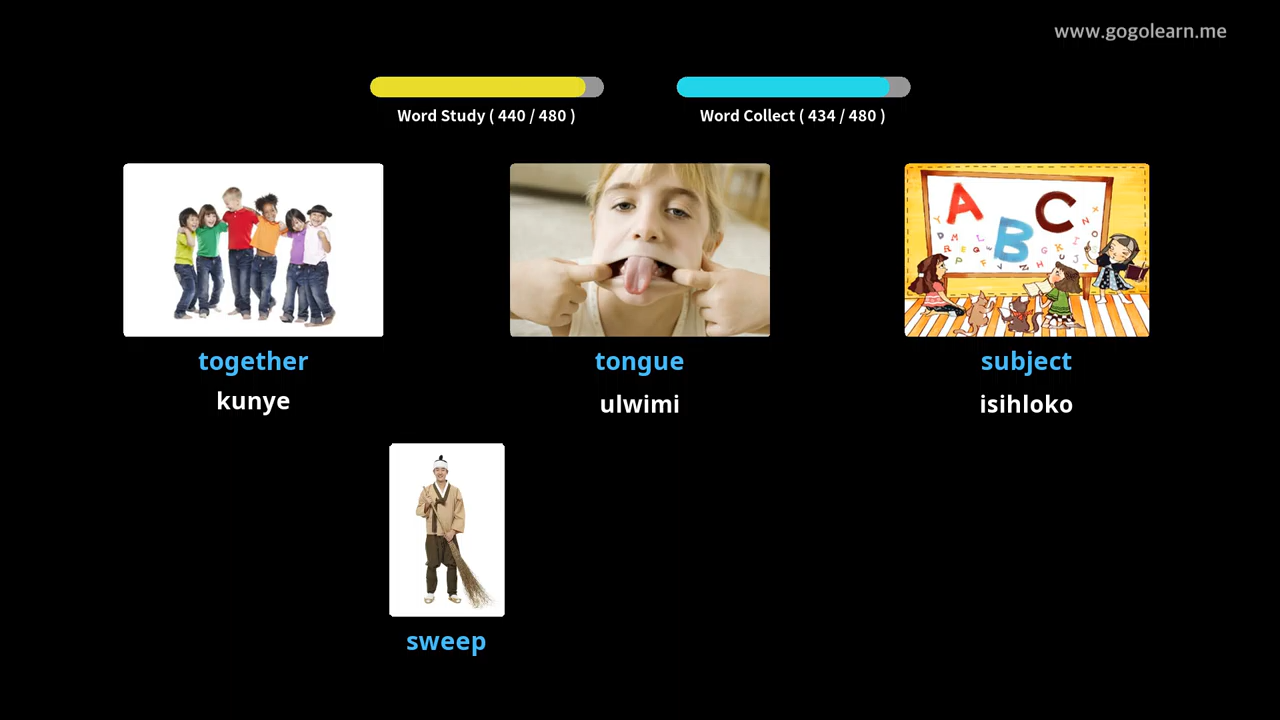 www.gogolearn.me
Word Study ( 440 / 480 )
Word Collect ( 434 / 480 )
A
B
C
together
tongue
subject
kunye
ulwimi
isihloko
sweep